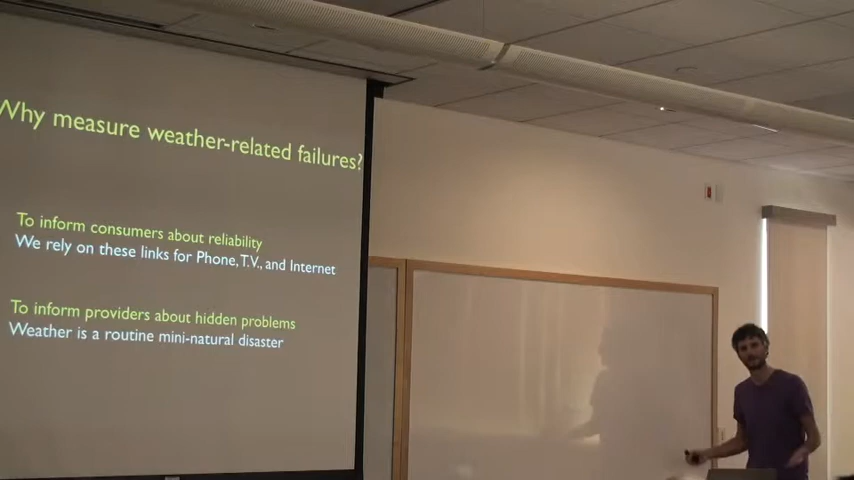 Why measure weather-related failures?
To inform consumers about reliability
We rely on these links for Phone, T.V., and Internet
To inform providers about hidden problems
Weather is a routine mini-natural disaster